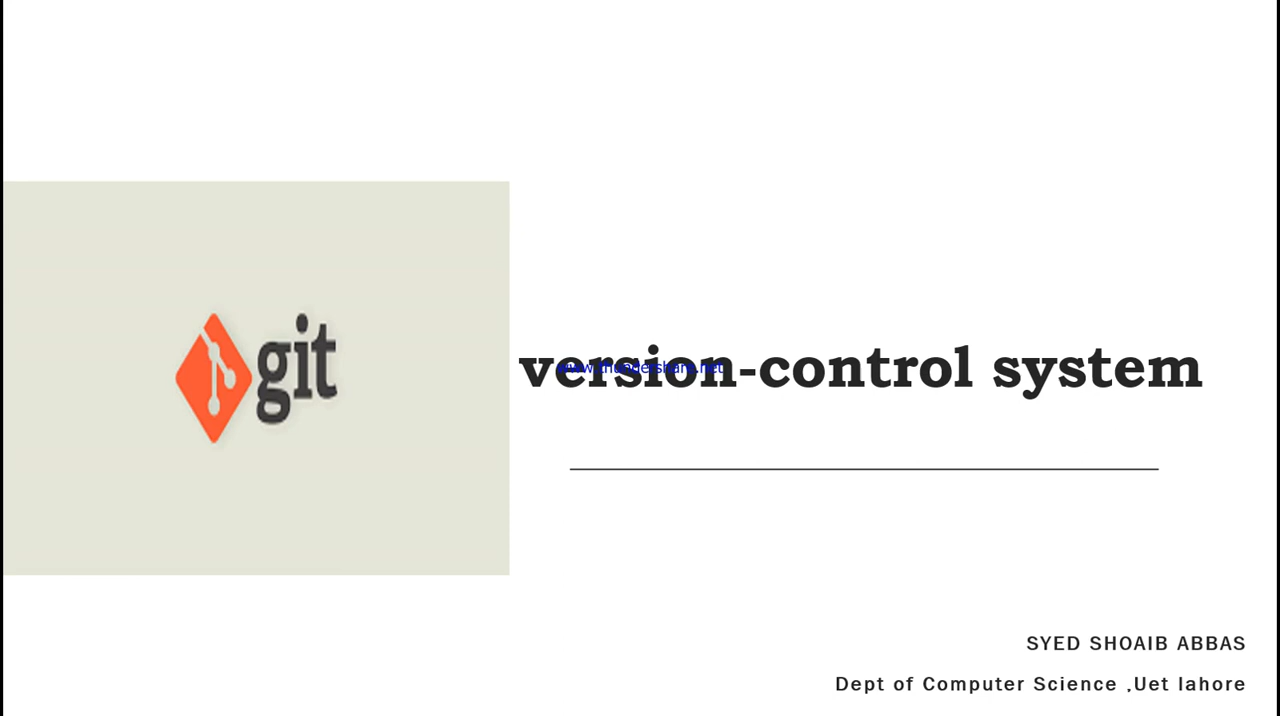 git
version-control system
www.thundershare.net
SYED SHOAIB ABBAS
Dept of Computer Science ,Uet lahore